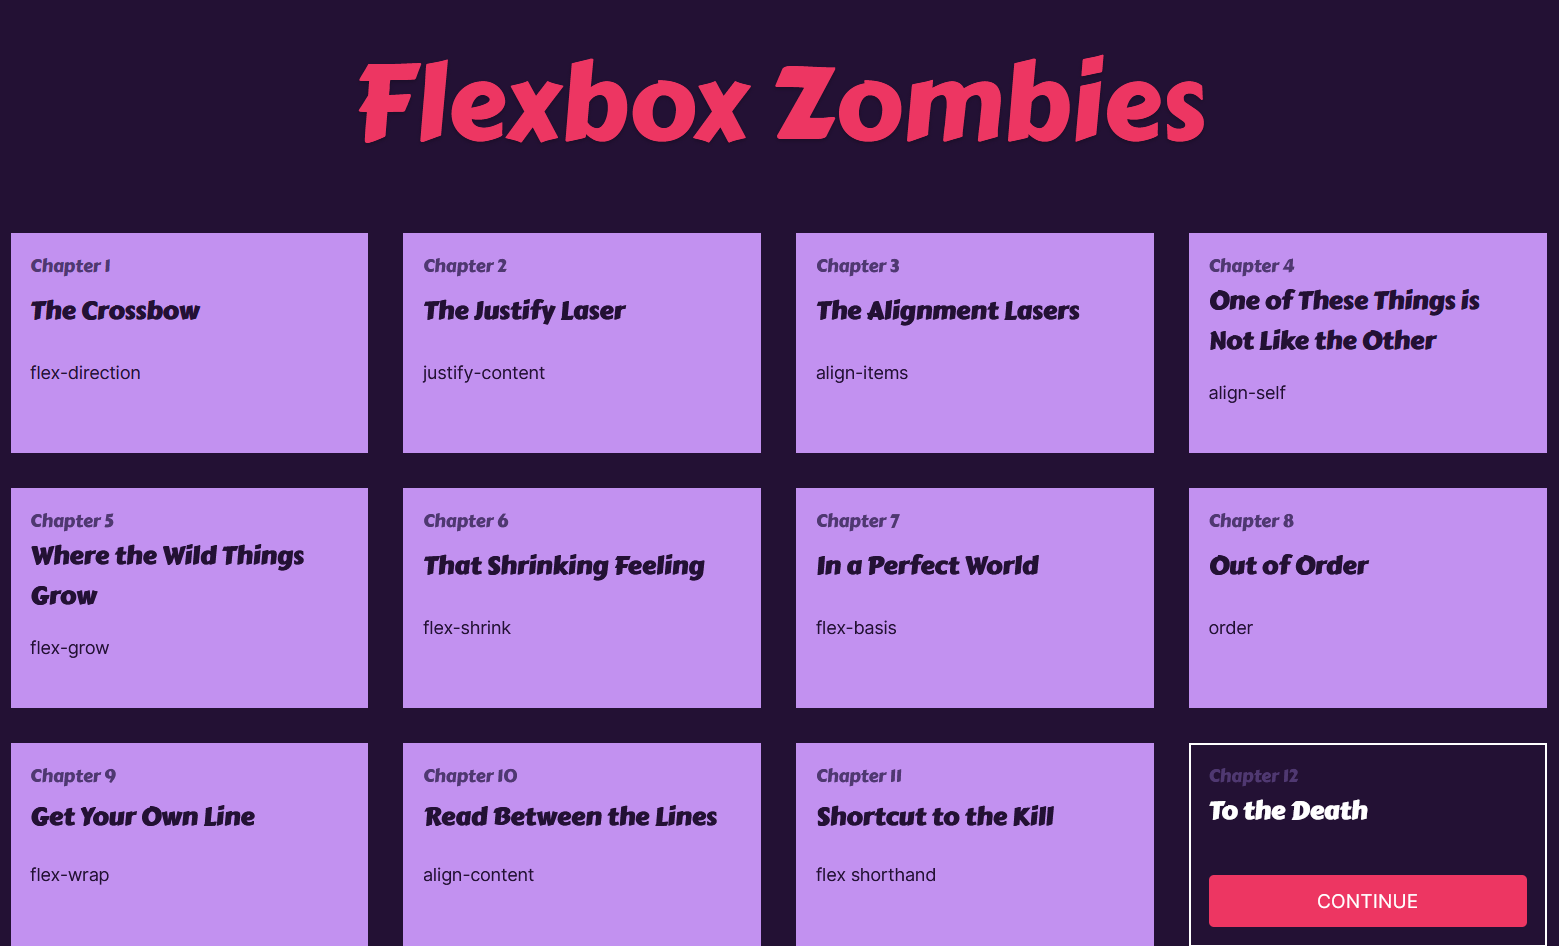 Flexbox Zombies
Chapter 1
The Crossbow
flex-direction
Chapter 2
The Justify Laser
justify-content
Chapter 3
The Alignment Lasers
align-items
Chapter 4
One of These Things is
Not Like the Other
align-self
Chapter 5
Where the Wild Things
Grow
flex-grow
Chapter 6
That Shrinking Feeling
flex-shrink
Chapter 7
In a Perfect World
flex-basis
Chapter 8
Out of Order
order
Chapter 9
Get Your Own Line
flex-wrap
Chapter 10
Read Between the Lines
align-content
Chapter 11
Shortcut to the Kill
flex shorthand
Chapter 12
To the Death
CONTINUE